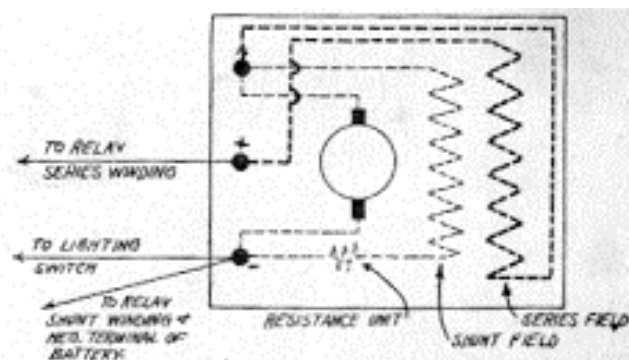 A
+
TO RELAY
SERIES WINDING
TO LIGHTING
SWITCH
-
TO RELAY
SHUNT WINDING &
NEG. TERMINAL OF
BATTERY.
RESISTANCE UNIT
SHUNT FIELD
SERIES FIELD